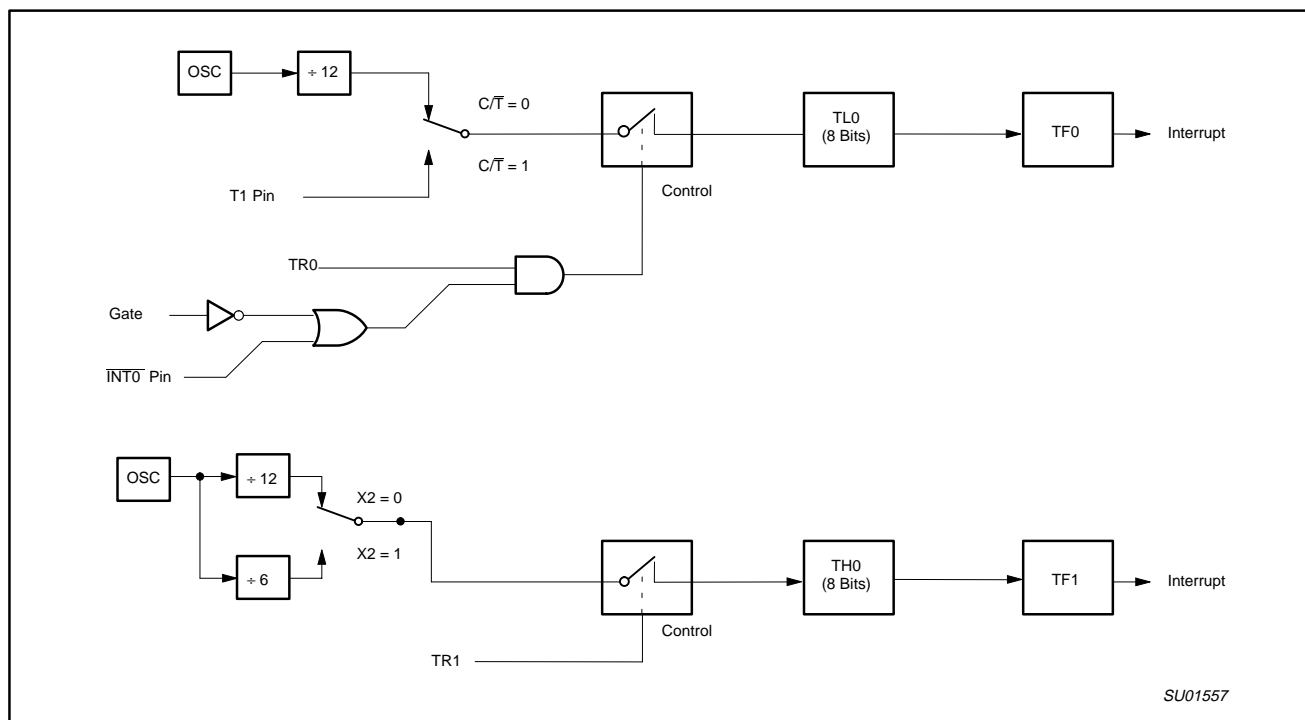 OSC
÷ 12
C/T̅ = 0
C/T̅ = 1
T1 Pin
Control
TL0
(8 Bits)
TF0
Interrupt
TR0
Gate
I̅N̅T̅0̅ Pin
OSC
÷ 12
÷ 6
X2 = 0
X2 = 1
Control
TH0
(8 Bits)
TF1
Interrupt
TR1
SU01557